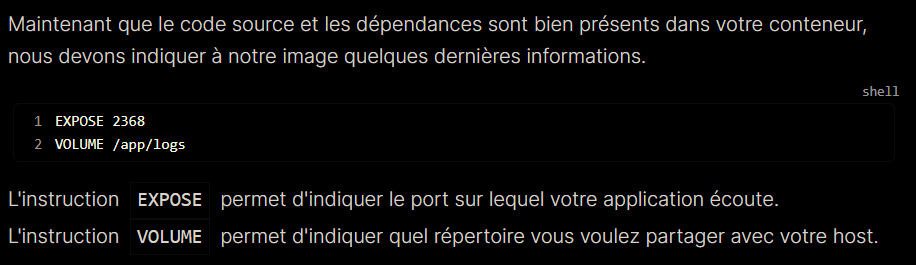 Maintenant que le code source et les dépendances sont bien présents dans votre conteneur,
nous devons indiquer à notre image quelques dernières informations.
shell
1 EXPOSE 2368
2 VOLUME /app/logs
L'instruction EXPOSE permet d'indiquer le port sur lequel votre application écoute.
L'instruction VOLUME permet d'indiquer quel répertoire vous voulez partager avec votre host.